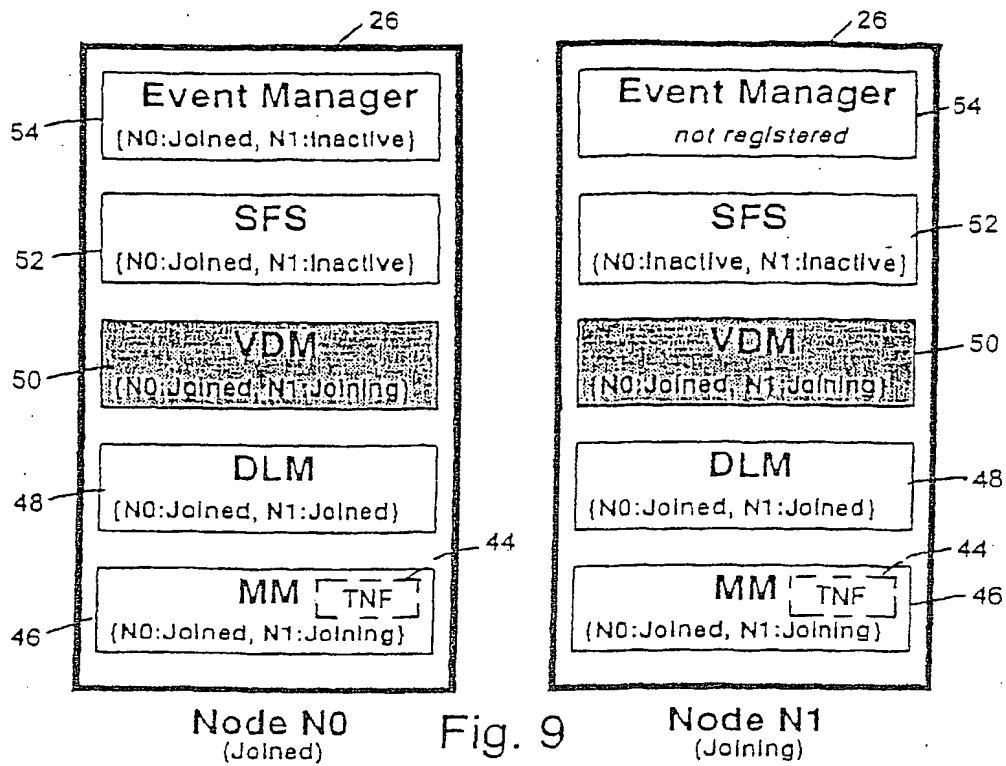 26
Event Manager
{N0:Joined, N1:Inactive}
54
SFS
{N0:Joined, N1:Inactive}
52
VDM
{N0:Joined, N1:Joining}
50
DLM
{N0:Joined, N1:Joined}
48
44
MM
TNF
{N0:Joined, N1:Joining}
46
Node N0
(Joined)
26
Event Manager
not registered
54
SFS
{N0:Inactive, N1:Inactive}
52
VDM
{N0:Joined, N1:Joining}
50
DLM
{N0:Joined, N1:Joined}
48
44
MM
TNF
{N0:Joined, N1:Joining}
46
Node N1
(Joining)
Fig. 9